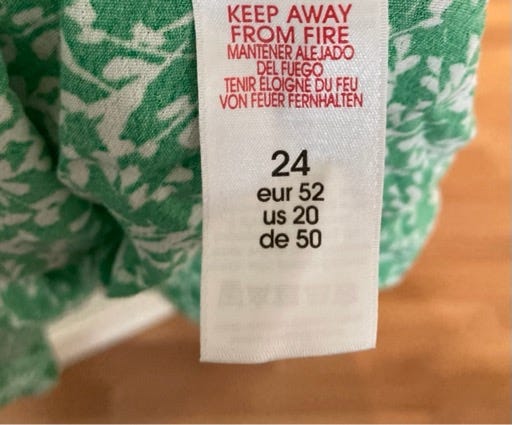 KEEP AWAY
FROM FIRE
MANTENER ALEJADO
DEL FUEGO
TENIR ÉLOIGNÉ DU FEU
VON FEUER FERNHALTEN
24
eur 52
us 20
de 50